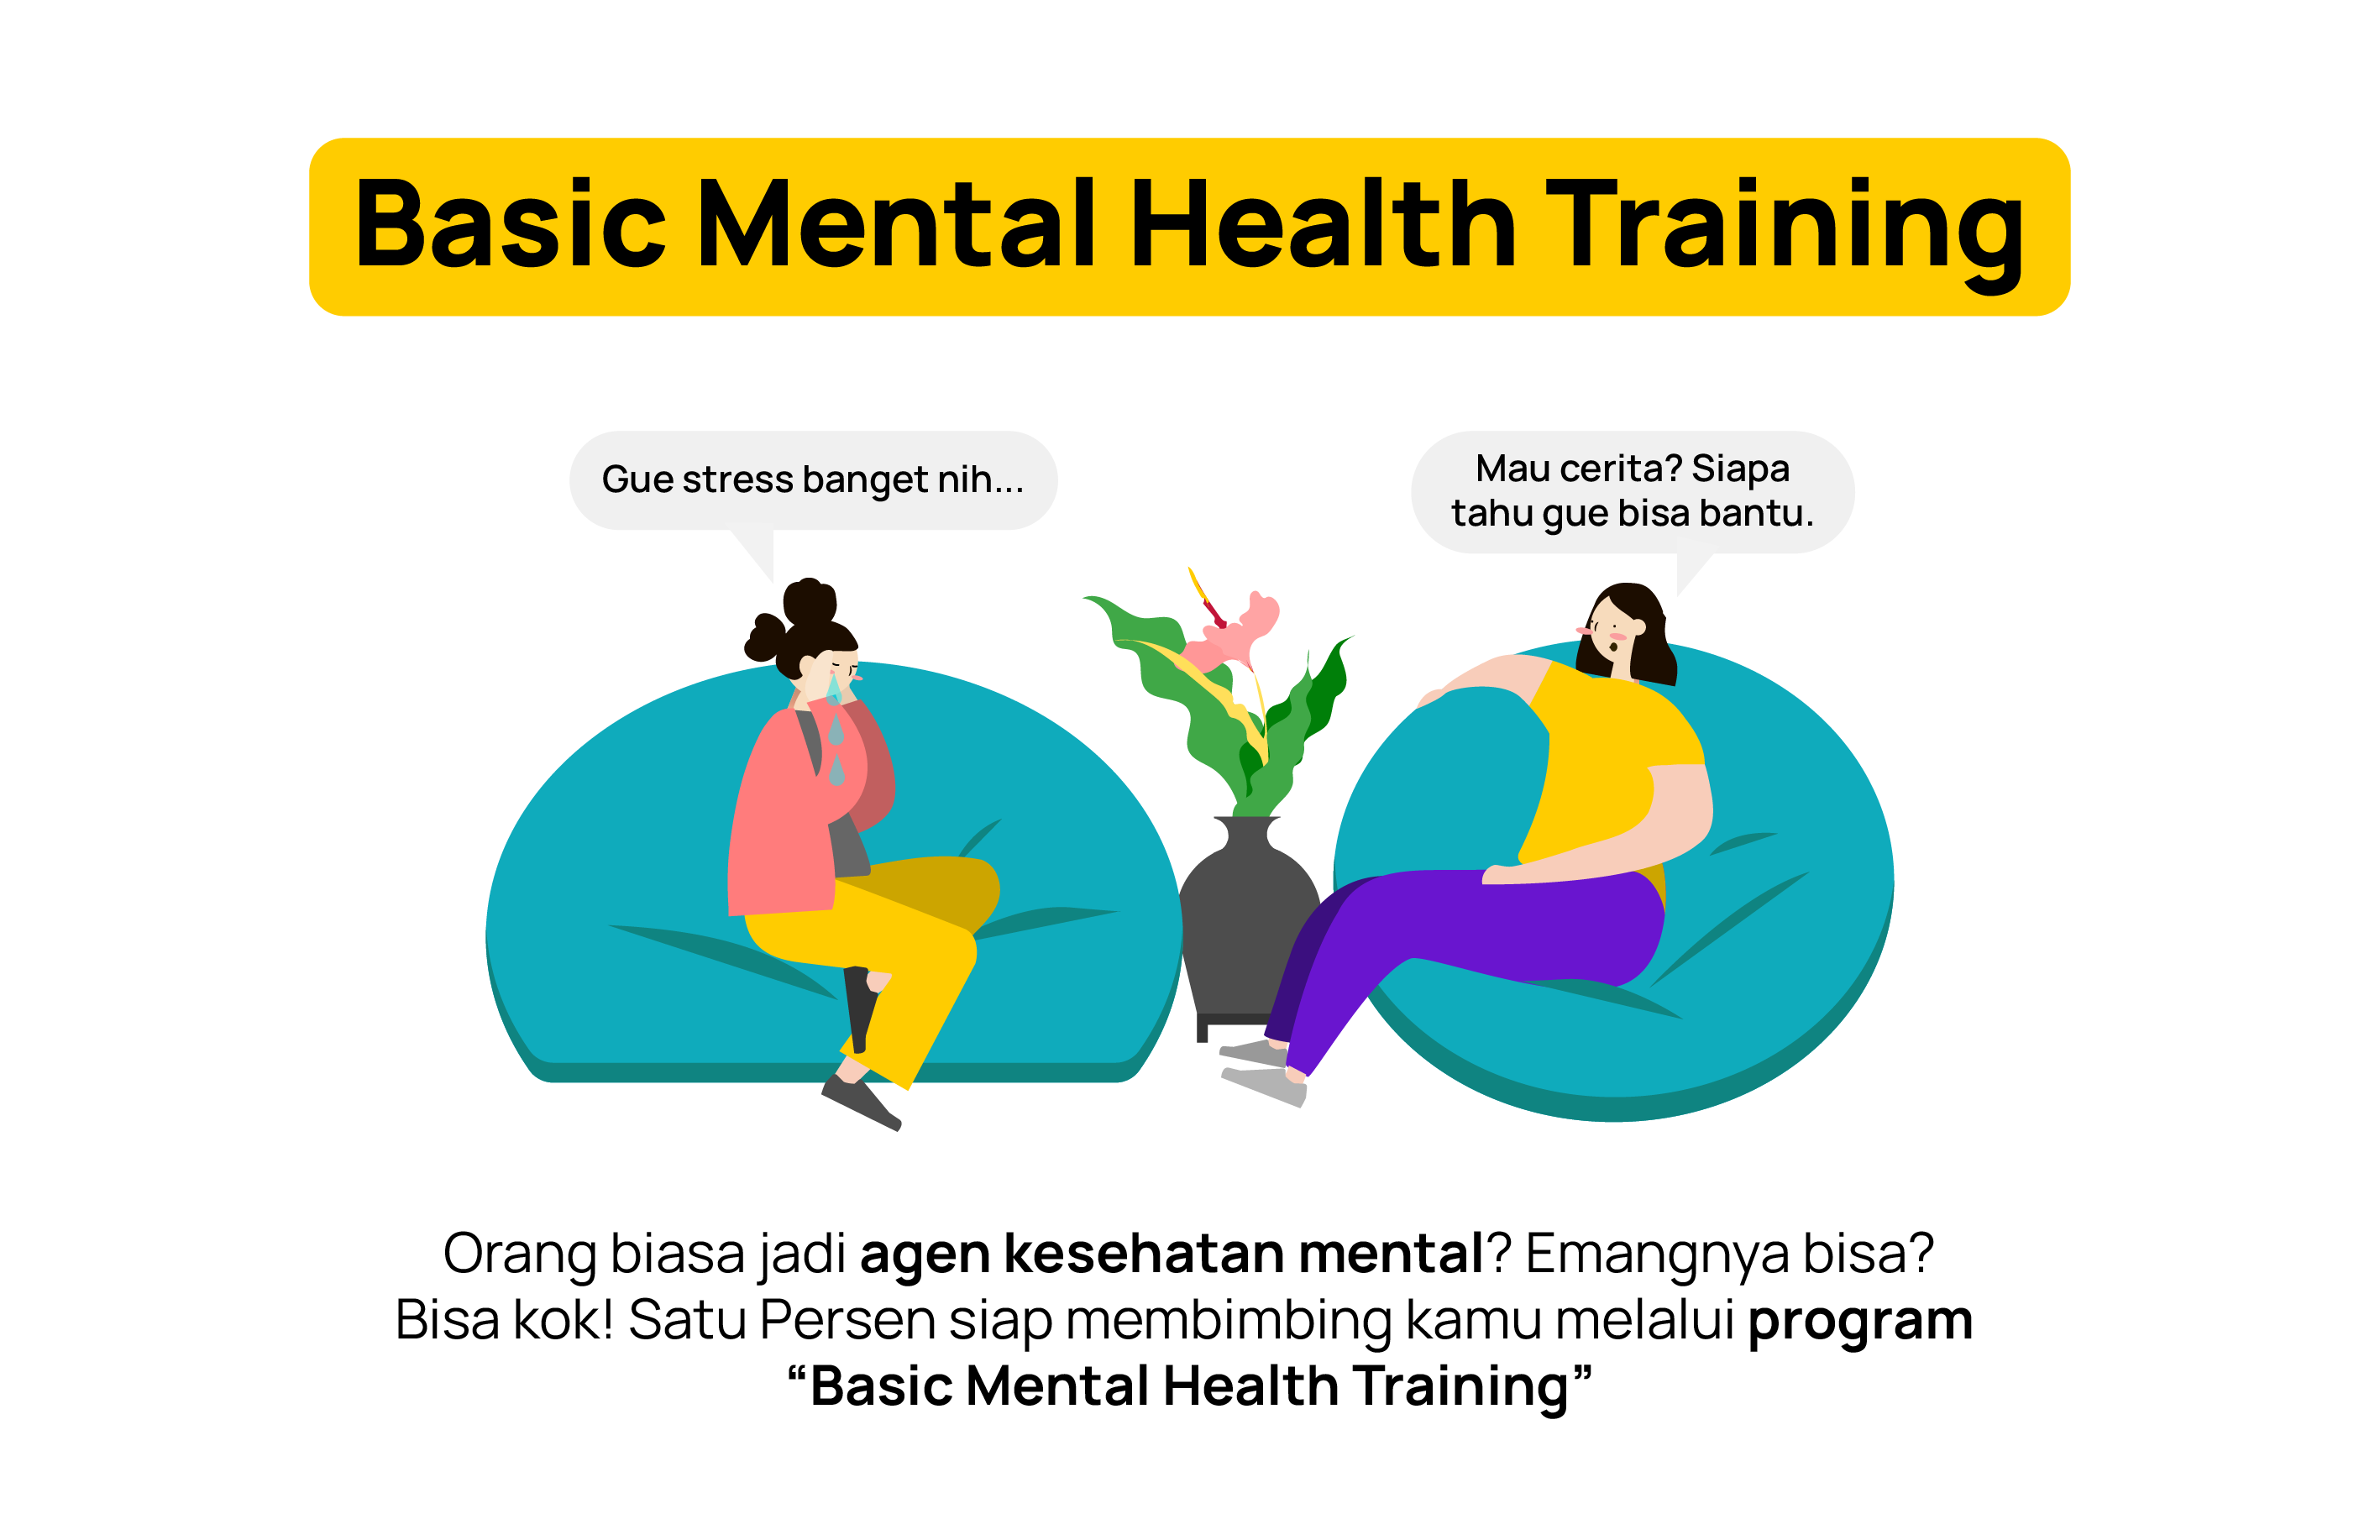 Basic Mental Health Training
Gue stress banget nih...
Mau cerita? Siapa
tahu gue bisa bantu.
Orang biasa jadi agen kesehatan mental? Emangnya bisa?
Bisa kok! Satu Persen siap membimbing kamu melalui program
“Basic Mental Health Training”